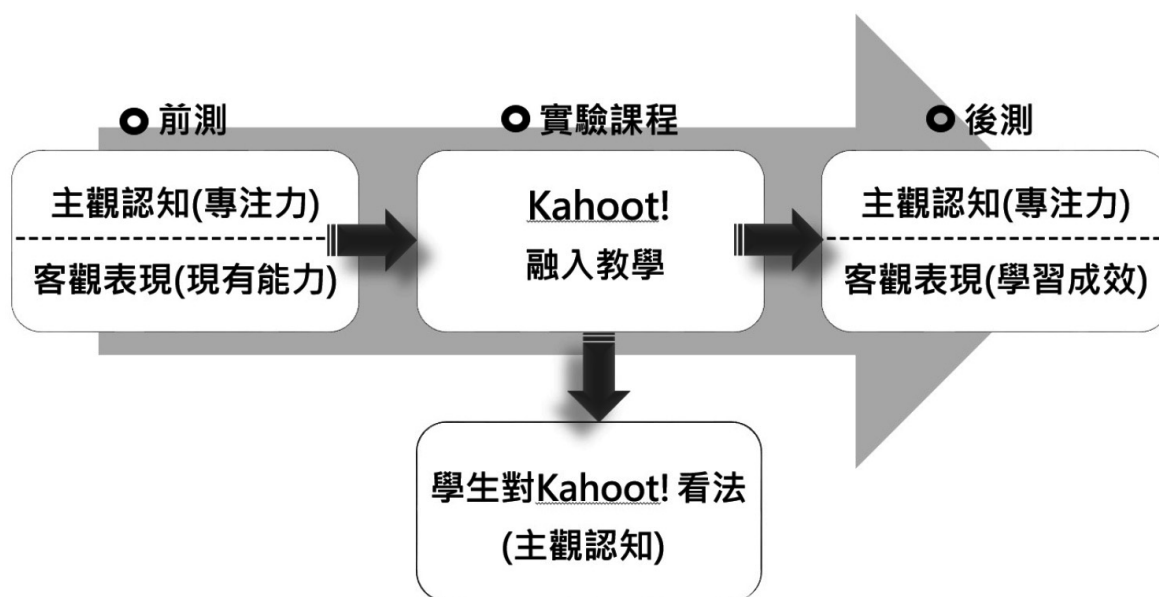 前測
主觀認知(專注力)
客觀表現(現有能力)
實驗課程
Kahoot!
融入教學
後測
主觀認知(專注力)
客觀表現(學習成效)
學生對Kahoot! 看法
(主觀認知)